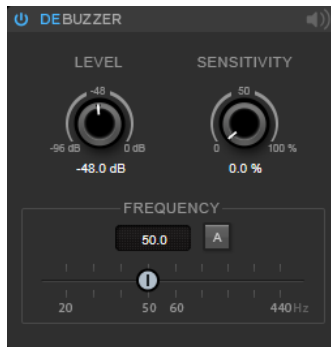 DEBUZZER
LEVEL SENSITIVITY
-48 50
-96 dB 0 dB 0 100 %
-48.0 dB 0.0 %
FREQUENCY
50.0 A
20 50 60 440 Hz